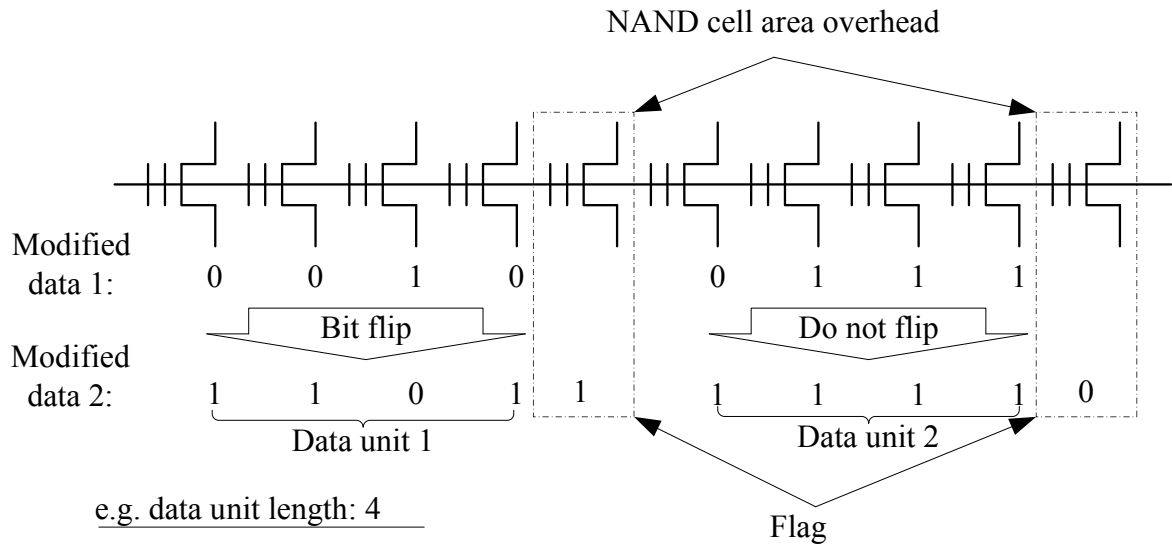 NAND cell area overhead
Modified
data 1:
0 0 1 0 0 1 1 1
Bit flip Do not flip
Modified
data 2:
1 1 0 1 1 1 1 1 1 0
Data unit 1 Data unit 2
e.g. data unit length: 4
Flag